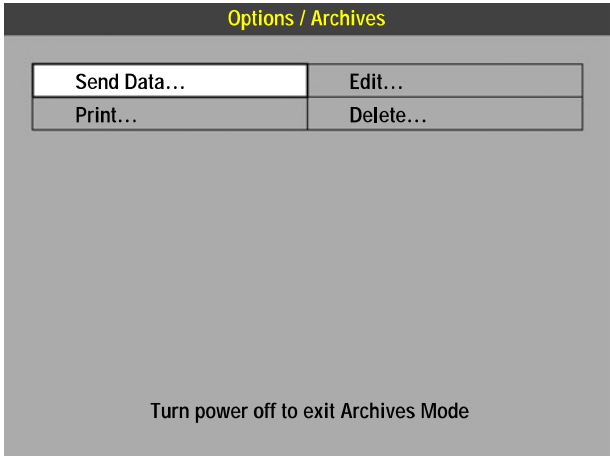 Options / Archives
Send Data... Edit...
Print... Delete...
Turn power off to exit Archives Mode